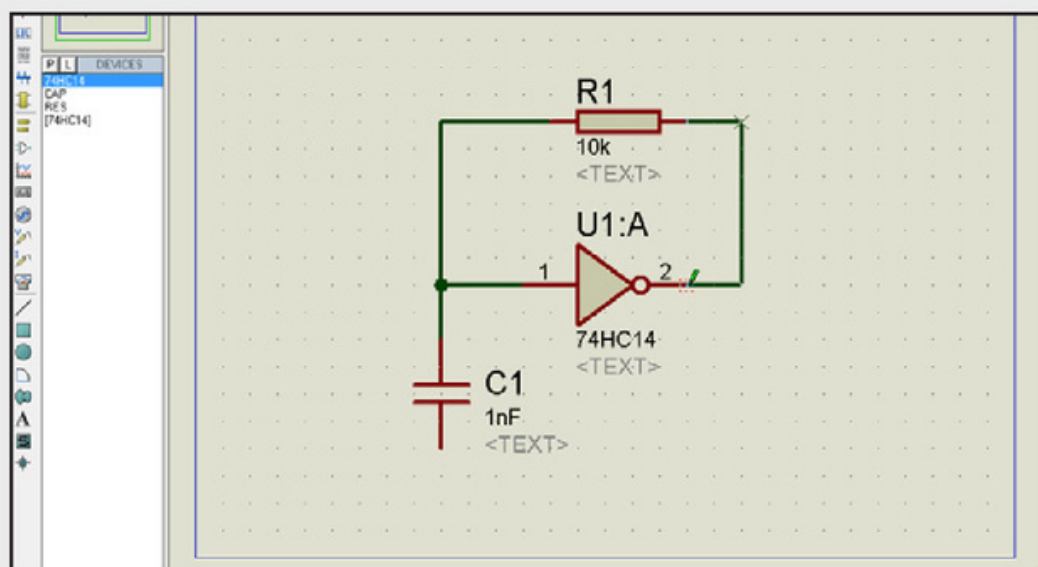 P L DEVICES
74HC14
CAP
RES
[74HC14]
R1
10k
<TEXT>
U1:A
1
2
74HC14
<TEXT>
C1
1nF
<TEXT>
A